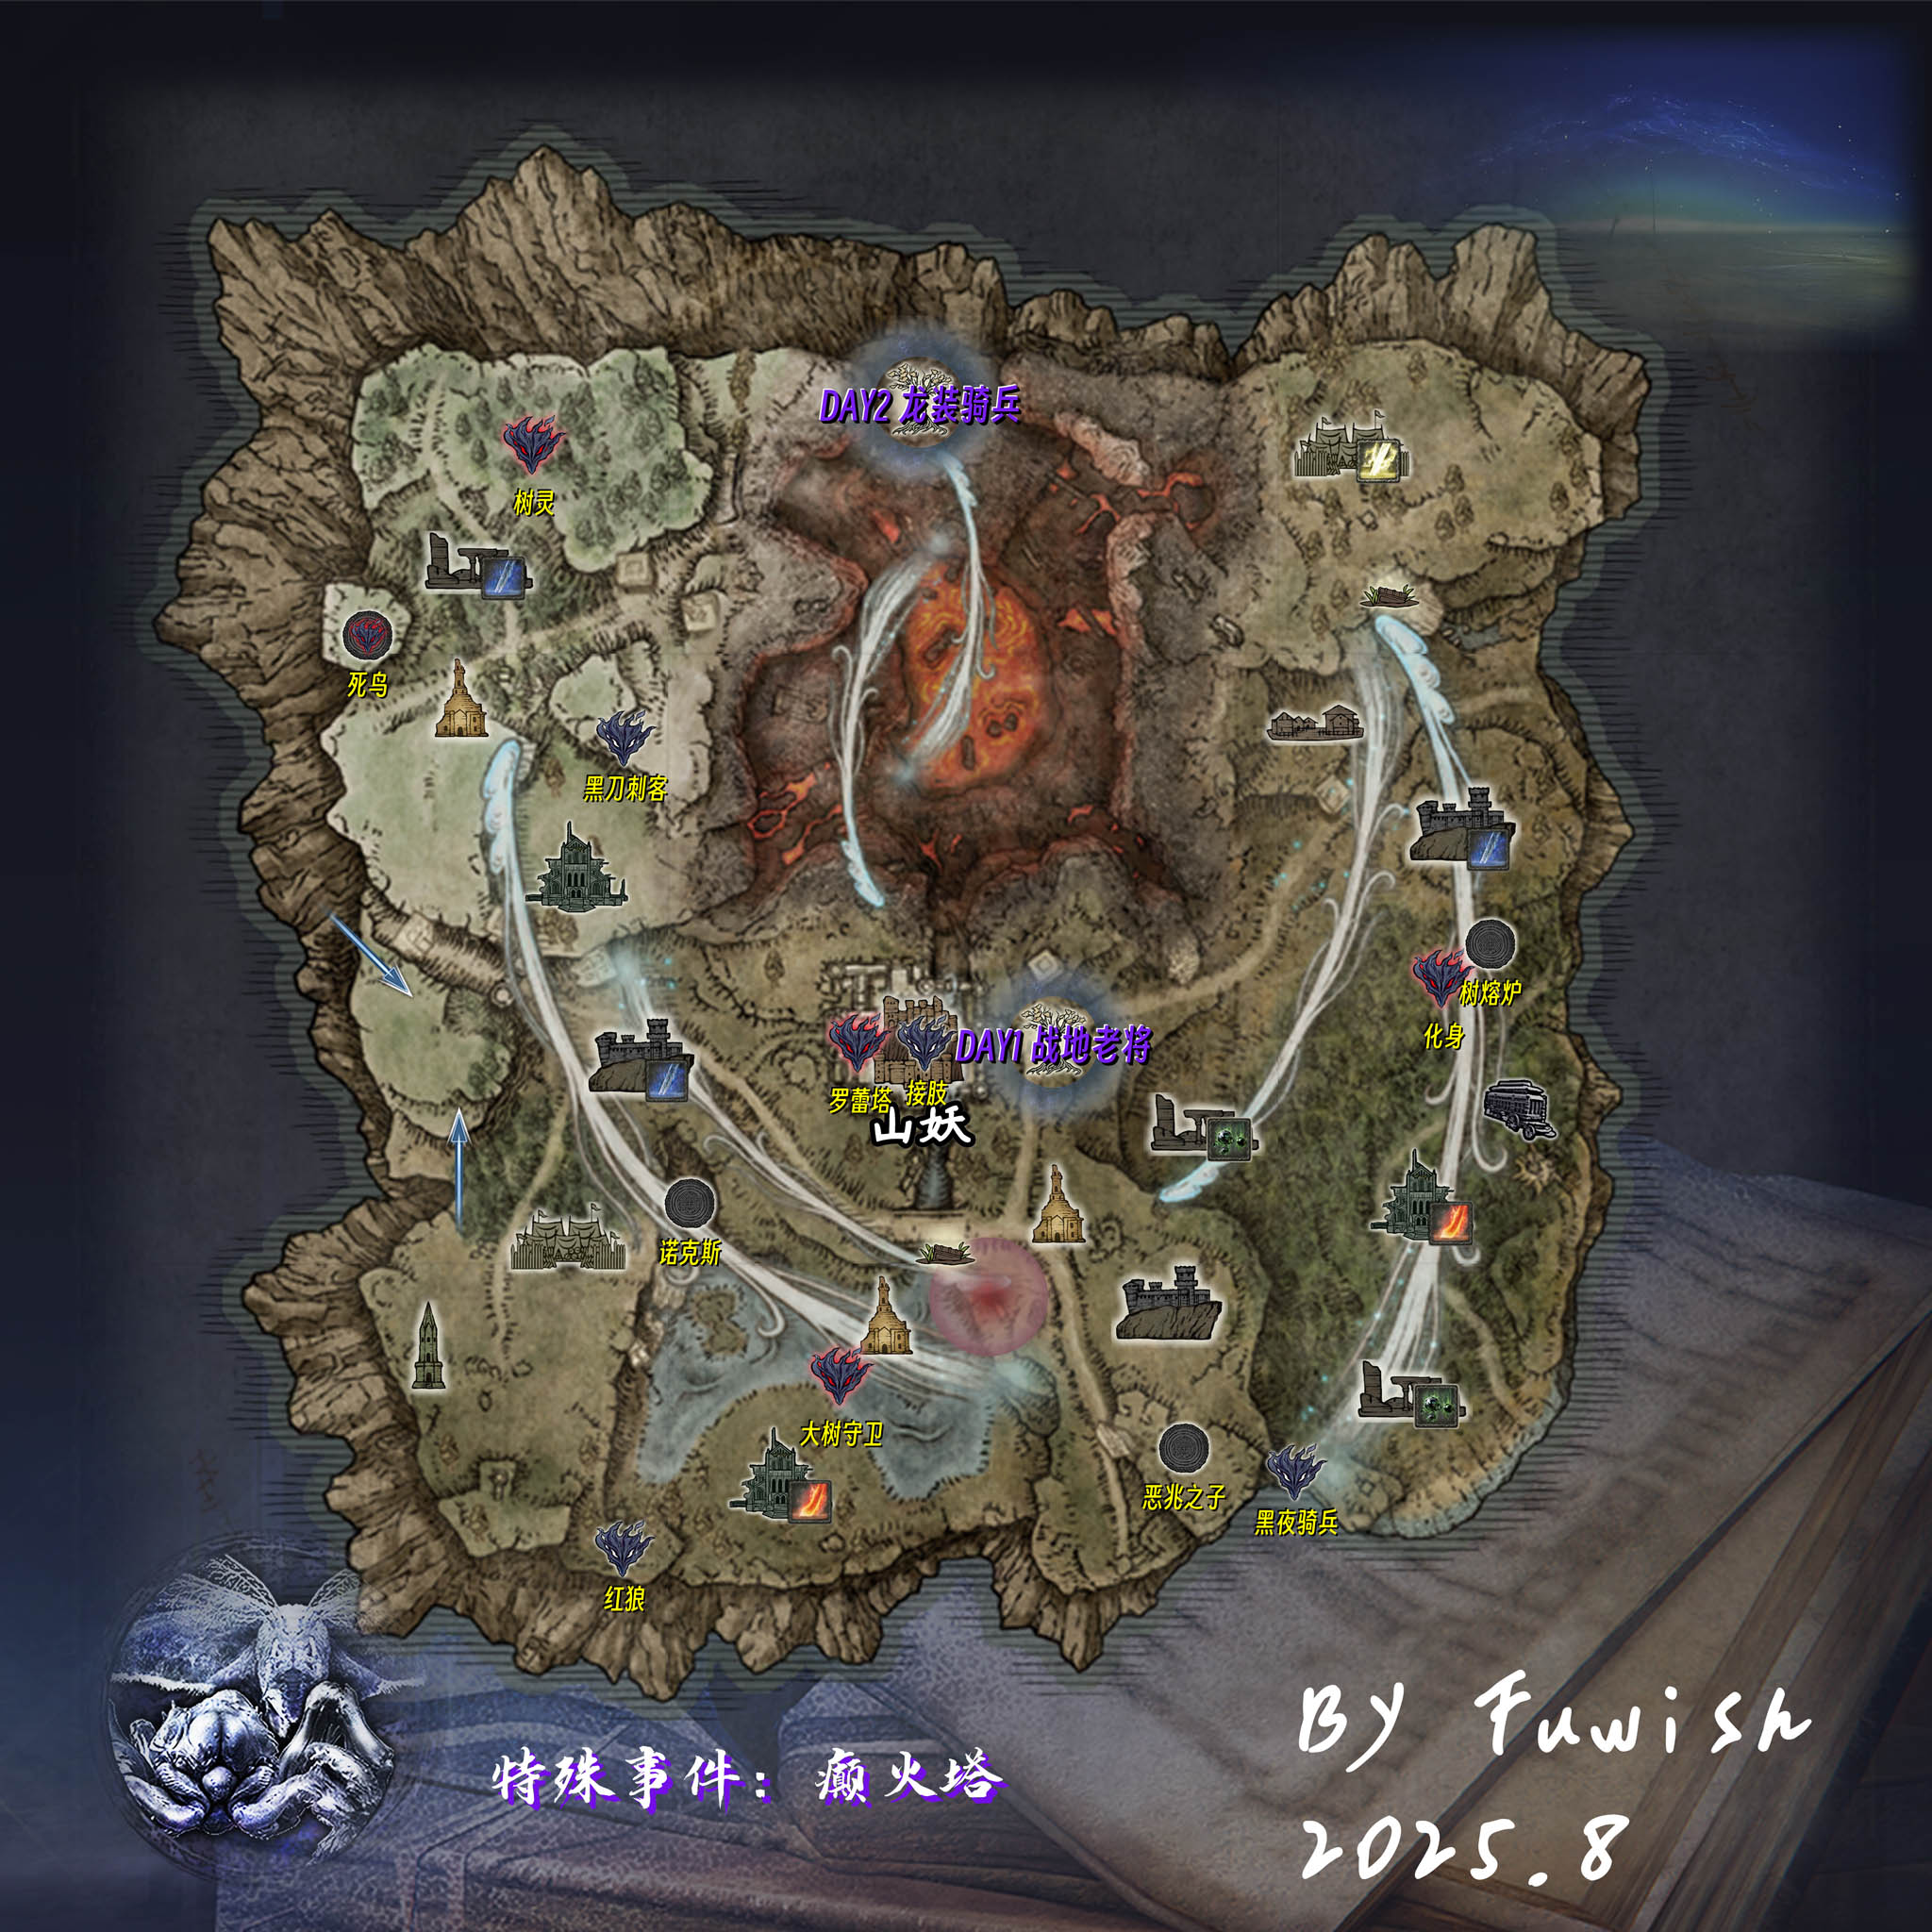 DAY2 龙装骑兵
树灵
死鸟
黑刀刺客
树熔炉
化身
DAY1 战地老将
罗蕾塔
接肢
山妖
诺克斯
大树守卫
恶兆之子
黑夜骑兵
红狼
特殊事件：癫火塔
By Fuwish
2025.8